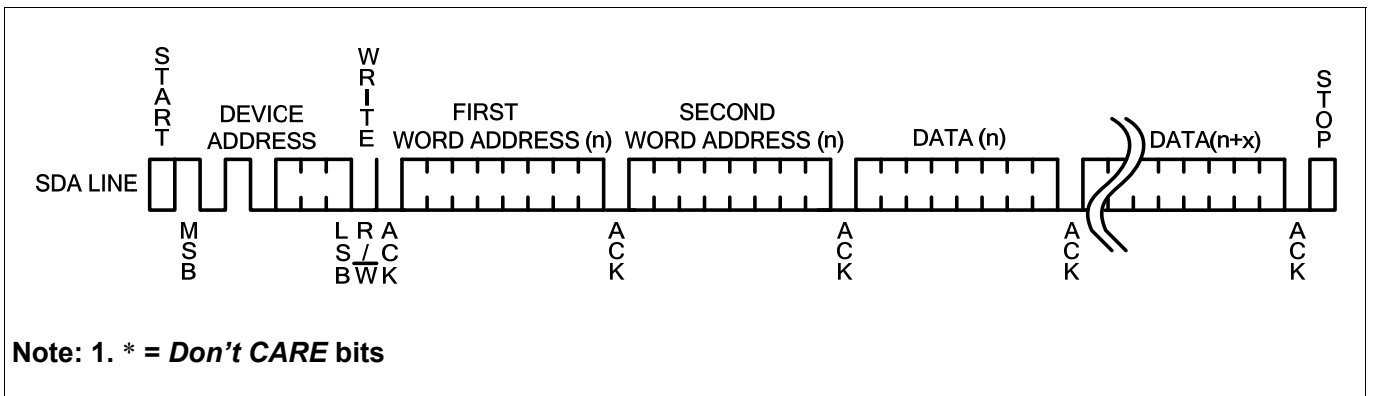 START
WRITE
STOP
DEVICE
ADDRESS
FIRST
WORD ADDRESS (n)
SECOND
WORD ADDRESS (n)
DATA (n)
DATA(n+x)
SDA LINE
MSB
LSB
R/W
ACK
ACK
ACK
ACK
ACK
Note: 1. * = Don't CARE bits